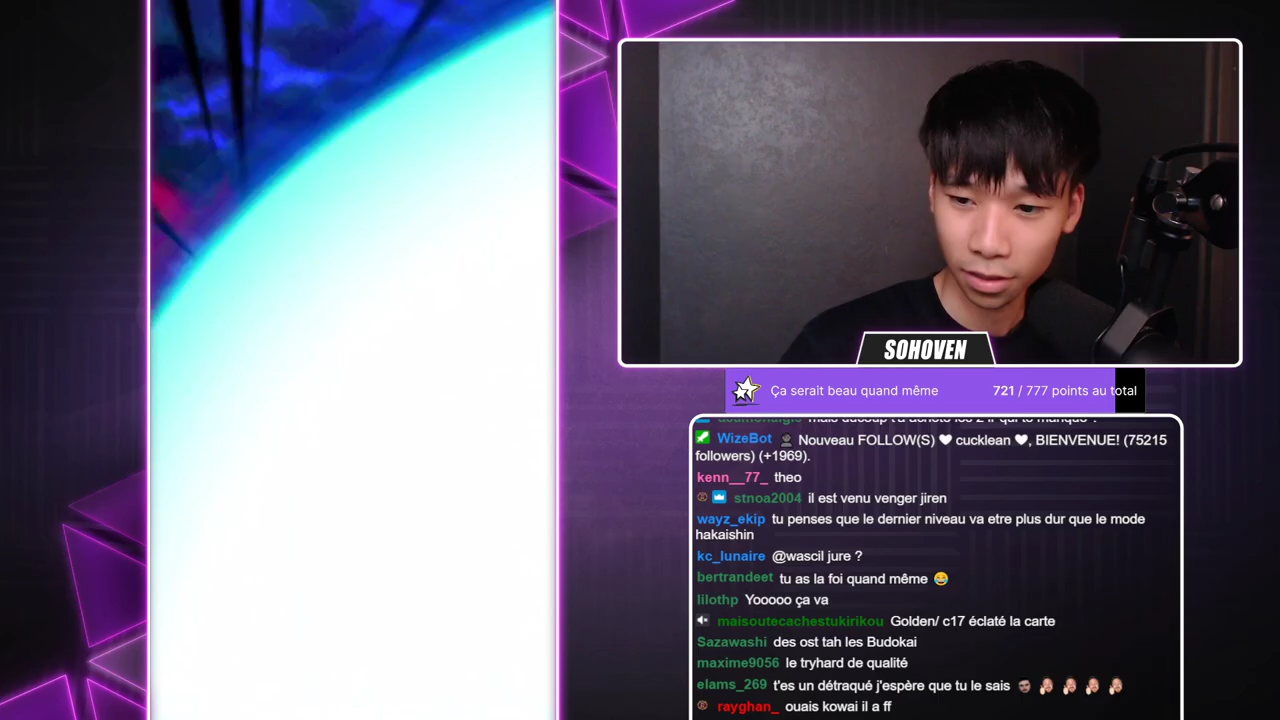 SOHOVEN
Ça serait beau quand même 721 / 777 points au total
WizeBot Nouveau FOLLOW(S) ♥ cucklean ♥, BIENVENUE! (75215
followers) (+1969).
kenn__77_ theo
stnoa2004 il est venu venger jiren
wayz_ekip tu penses que le dernier niveau va etre plus dur que le mode
hakaishin
kc_lunaire @wascil jure ?
bertrandeet tu as la foi quand même 😂
lilothp Yooooo ça va
maisoutecachestukirikou Golden/ c17 éclaté la carte
Sazawashi des ost tah les Budokai
maxime9056 le tryhard de qualité
elams_269 t'es un détraqué j'espère que tu le sais
rayghan_ ouais kowai il a ff